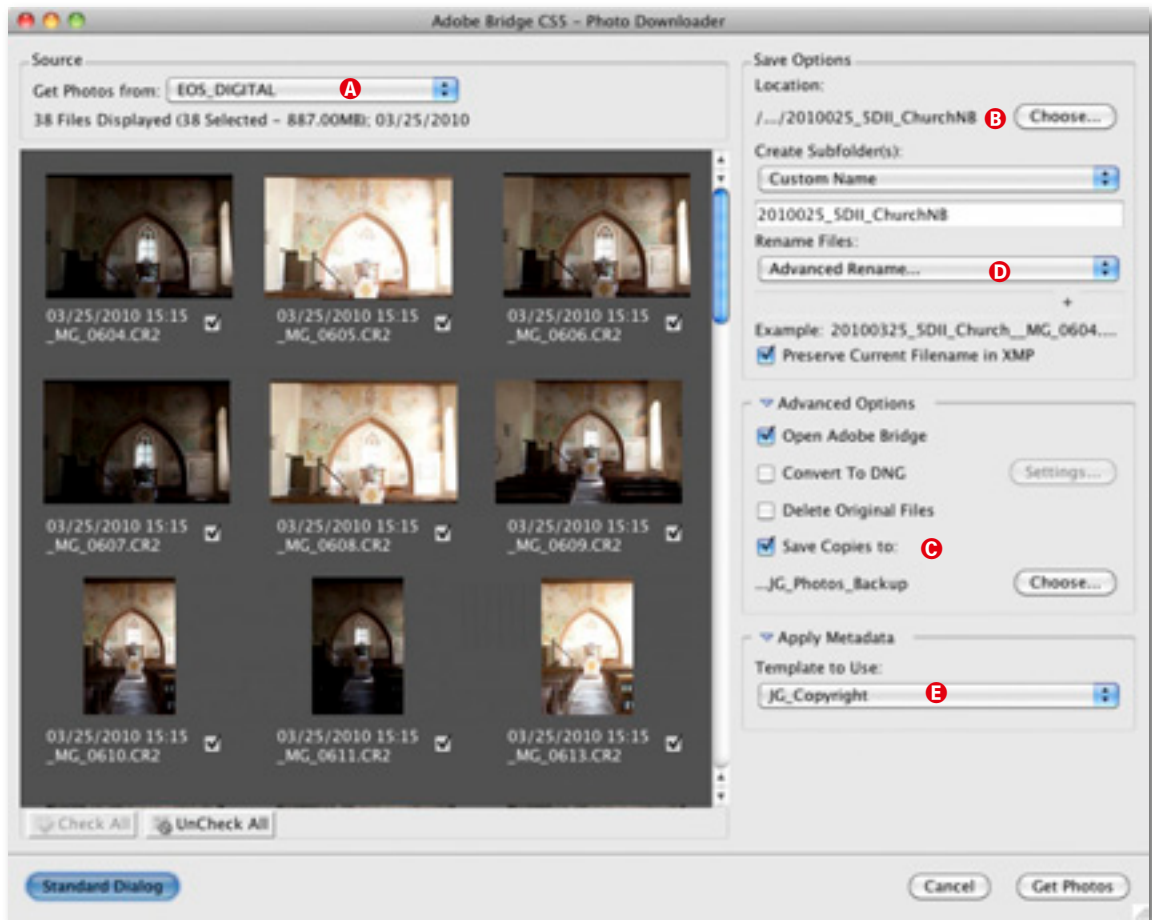 Adobe Bridge CS5 – Photo Downloader
Source
Get Photos from: EOS_DIGITAL A
38 Files Displayed (38 Selected – 887.00MB); 03/25/2010
03/25/2010 15:15
_MG_0604.CR2
03/25/2010 15:15
_MG_0605.CR2
03/25/2010 15:15
_MG_0606.CR2
03/25/2010 15:15
_MG_0607.CR2
03/25/2010 15:15
_MG_0608.CR2
03/25/2010 15:15
_MG_0609.CR2
03/25/2010 15:15
_MG_0610.CR2
03/25/2010 15:15
_MG_0611.CR2
03/25/2010 15:15
_MG_0613.CR2
Check All UnCheck All
Save Options
Location:
/.../2010025_5DII_ChurchNB B Choose...
Create Subfolder(s):
Custom Name
2010025_5DII_ChurchNB
Rename Files:
Advanced Rename... D
+
Example: 20100325_5DII_Church__MG_0604....
Preserve Current Filename in XMP
Advanced Options
Open Adobe Bridge
Convert To DNG Settings...
Delete Original Files
Save Copies to: C
...JG_Photos_Backup Choose...
Apply Metadata
Template to Use:
JG_Copyright E
Standard Dialog Cancel Get Photos